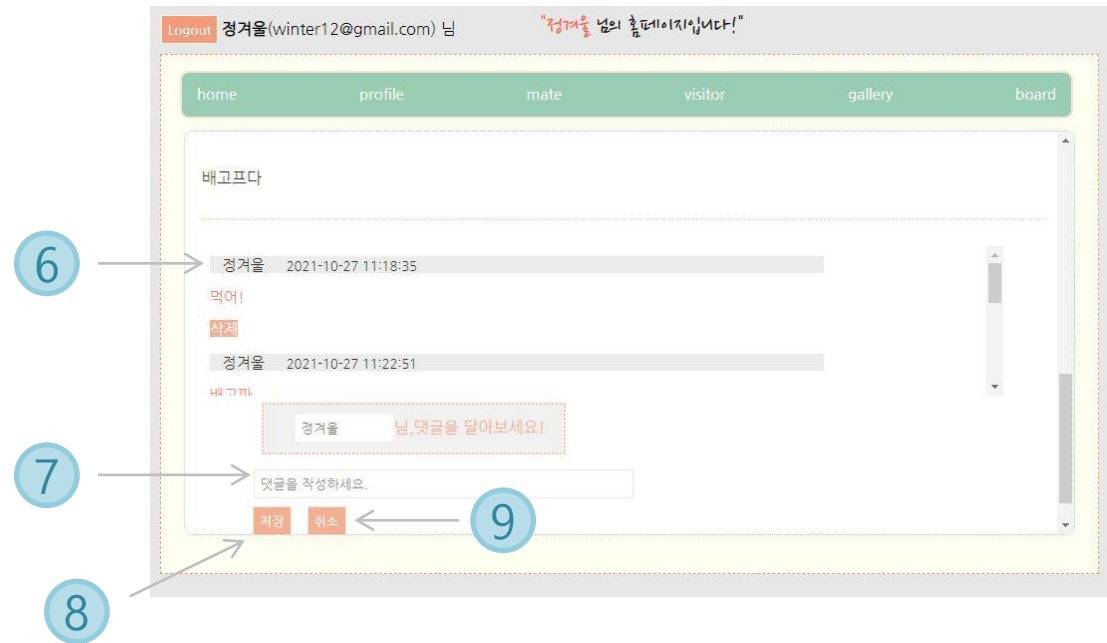 Logout 정겨울(winter12@gmail.com) 님
"정겨울 님의 홈페이지입니다!"
home profile mate visitor gallery board
배고프다
6
정겨울 2021-10-27 11:18:35
먹어!
삭제
정겨울 2021-10-27 11:22:51
배고파
정겨울 님,댓글을 달아보세요!
7
댓글을 작성하세요.
저장 취소
9
8